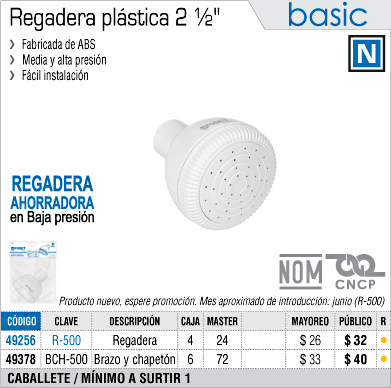 Regadera plástica 2 ½"
basic
Fabricada de ABS
Media y alta presión
Fácil instalación
N
REGADERA
AHORRADORA
en Baja presión
NOM
CNCP
Producto nuevo, espere promoción. Mes aproximado de introducción: junio (R-500)
CÓDIGO CLAVE DESCRIPCIÓN CAJA MASTER MAYOREO PÚBLICO R
49256 R-500 Regadera 4 24 $ 26 $ 32
49378 BCH-500 Brazo y chapetón 6 72 $ 33 $ 40
CABALLETE / MÍNIMO A SURTIR 1